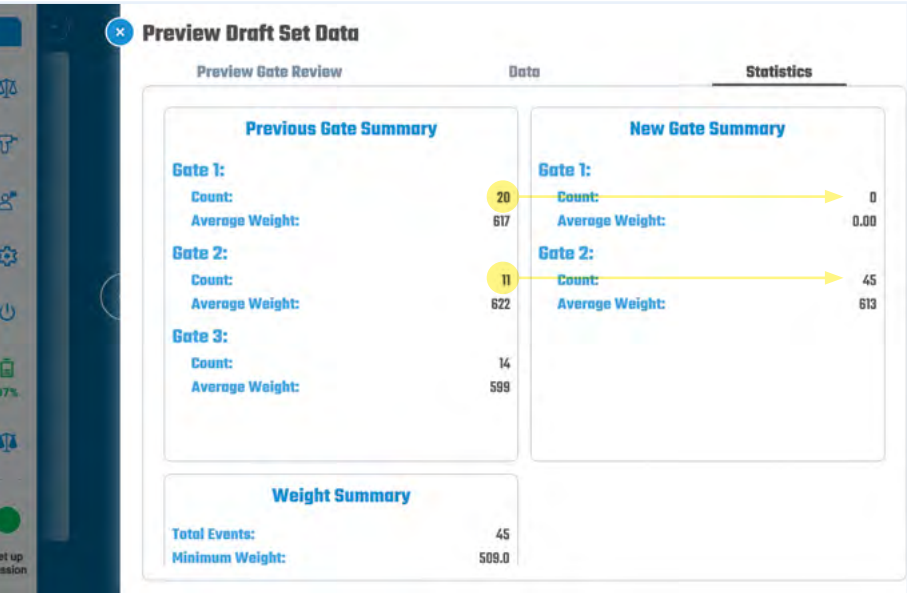 Preview Draft Set Data
Preview Gate Review Data Statistics
Previous Gate Summary
Gate 1:
Count: 20
Average Weight: 617
Gate 2:
Count: 11
Average Weight: 622
Gate 3:
Count: 14
Average Weight: 599
New Gate Summary
Gate 1:
Count: 0
Average Weight: 0.00
Gate 2:
Count: 45
Average Weight: 613
Weight Summary
Total Events: 45
Minimum Weight: 509.0